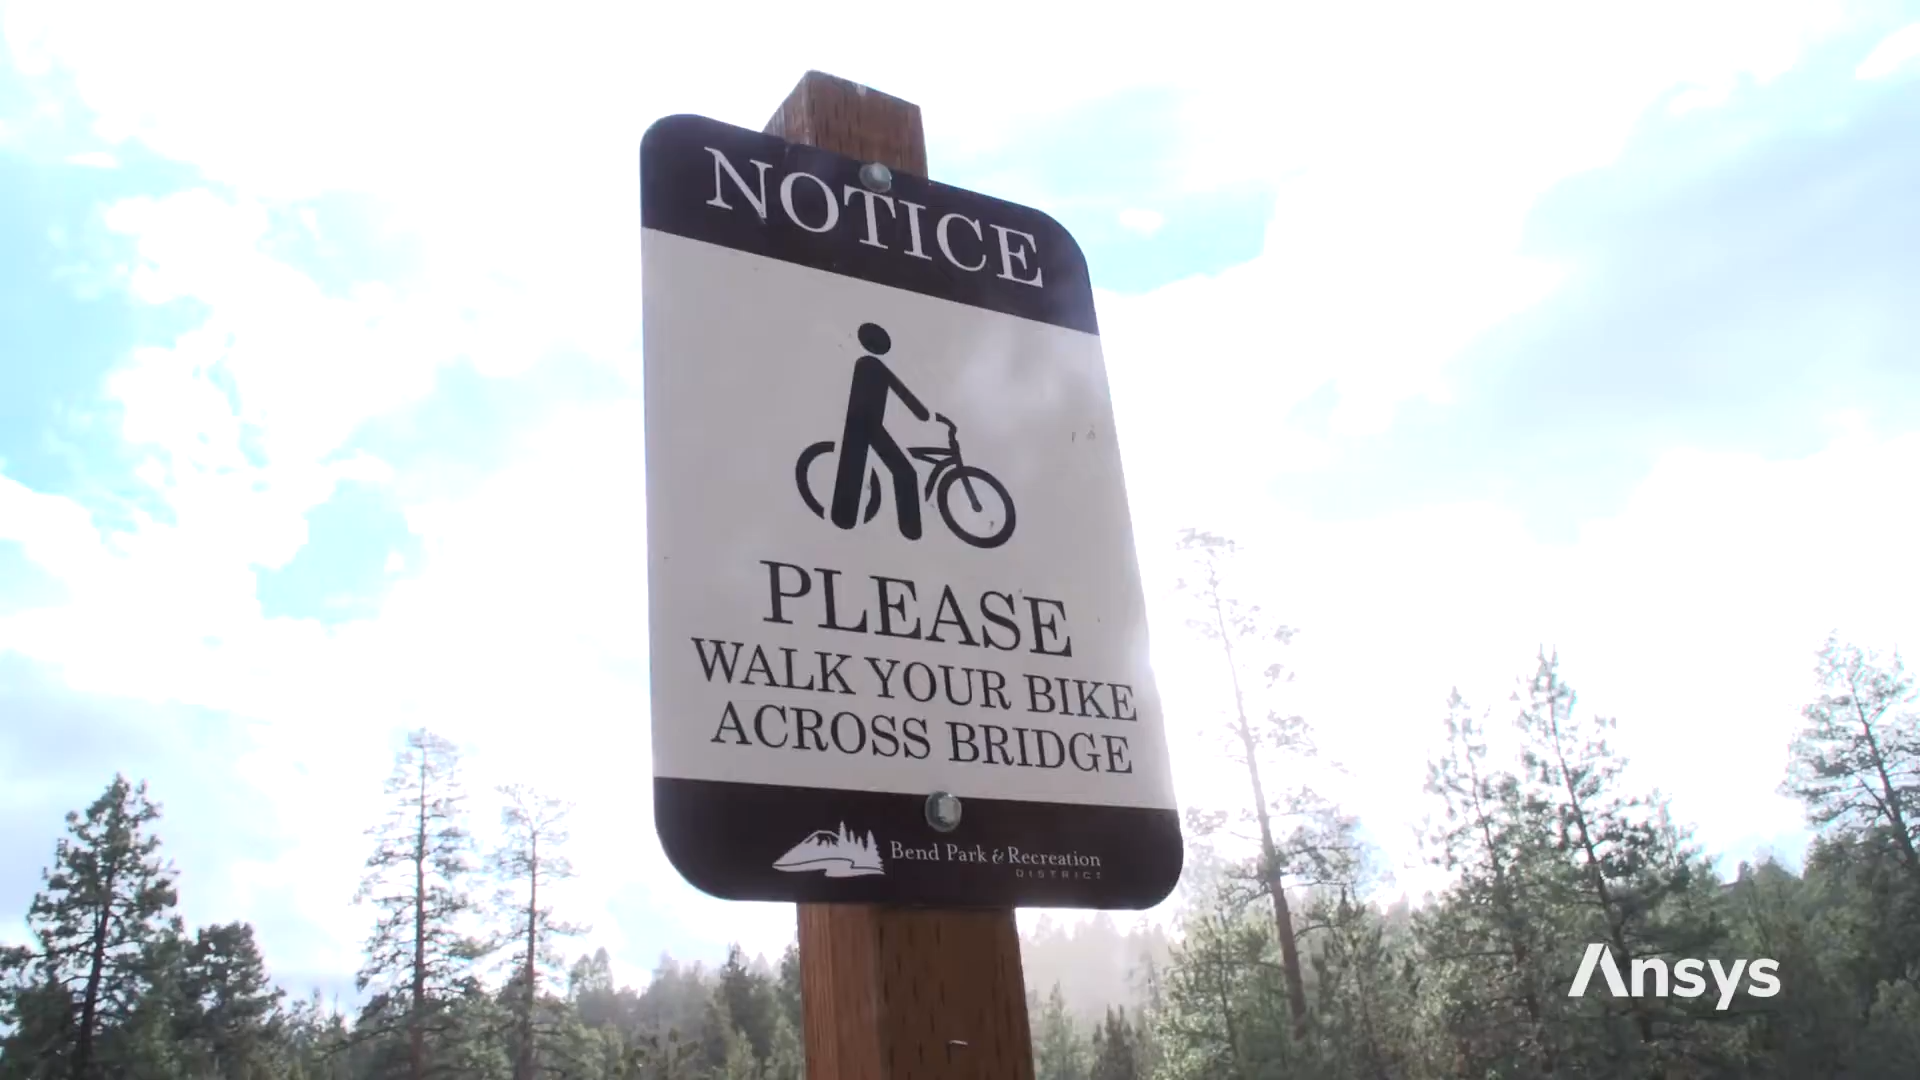 NOTICE
PLEASE
WALK YOUR BIKE
ACROSS BRIDGE
Bend Park & Recreation
DISTRICT
Ansys